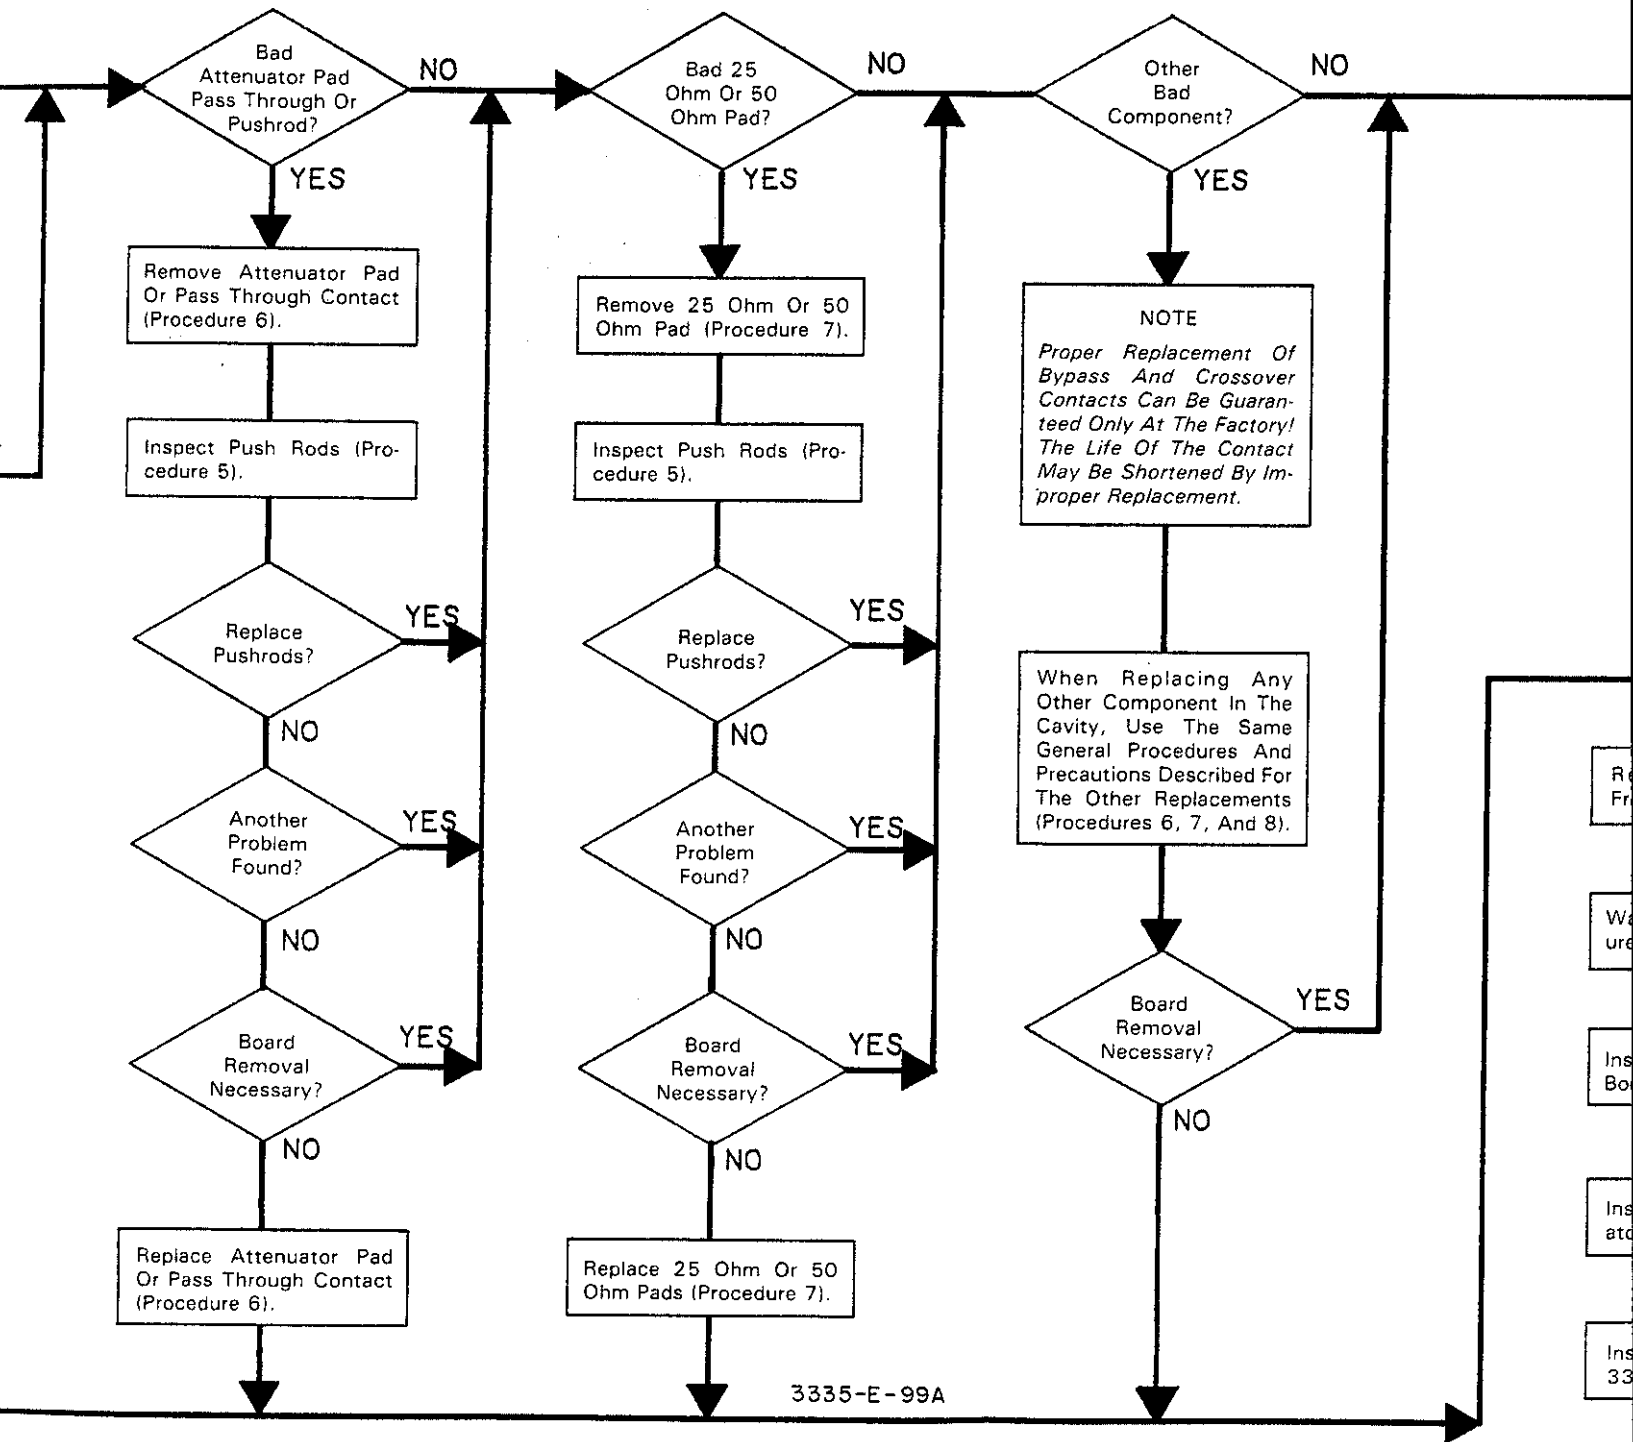 Bad
Attenuator Pad
Pass Through Or
Pushrod?
NO
YES
Remove Attenuator Pad
Or Pass Through Contact
(Procedure 6).
Inspect Push Rods (Pro-
cedure 5).
Replace
Pushrods?
YES
NO
Another
Problem
Found?
YES
NO
Board
Removal
Necessary?
YES
NO
Replace Attenuator Pad
Or Pass Through Contact
(Procedure 6).
Bad 25
Ohm Or 50
Ohm Pad?
NO
YES
Remove 25 Ohm Or 50
Ohm Pad (Procedure 7).
Inspect Push Rods (Pro-
cedure 5).
Replace
Pushrods?
YES
NO
Another
Problem
Found?
YES
NO
Board
Removal
Necessary?
YES
NO
Replace 25 Ohm Or 50
Ohm Pads (Procedure 7).
Other
Bad
Component?
NO
YES
NOTE
Proper Replacement Of
Bypass And Crossover
Contacts Can Be Guaran-
teed Only At The Factory!
The Life Of The Contact
May Be Shortened By Im-
proper Replacement.
When Replacing Any
Other Component In The
Cavity, Use The Same
General Procedures And
Precautions Described For
The Other Replacements
(Procedures 6, 7, And 8).
Board
Removal
Necessary?
YES
NO
3335-E-99A
Ins
Ins
Ins
33